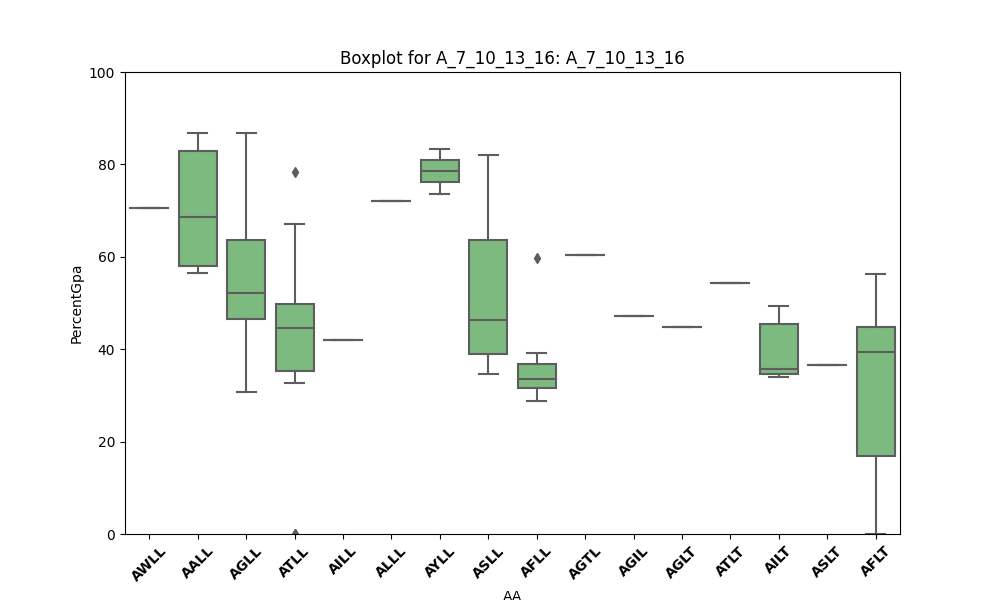 Boxplot for A_7_10_13_16: A_7_10_13_16
100
80
60
40
20
0
PercentGpa
AWLL AALL AGLL ATLL AILL ALLL AYLL ASLL AFLL AGTL AGIL AGLT ATLT AILT ASLT AFLT
AA